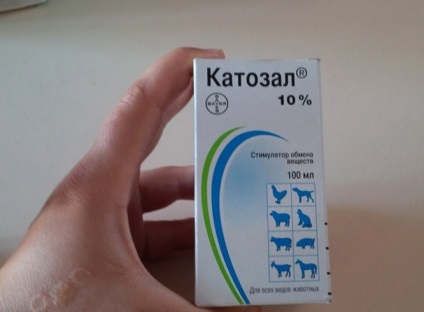 Катозал®
10%
BAYER
Стимулятор обмена
веществ
100 мл
Для всех видов животных